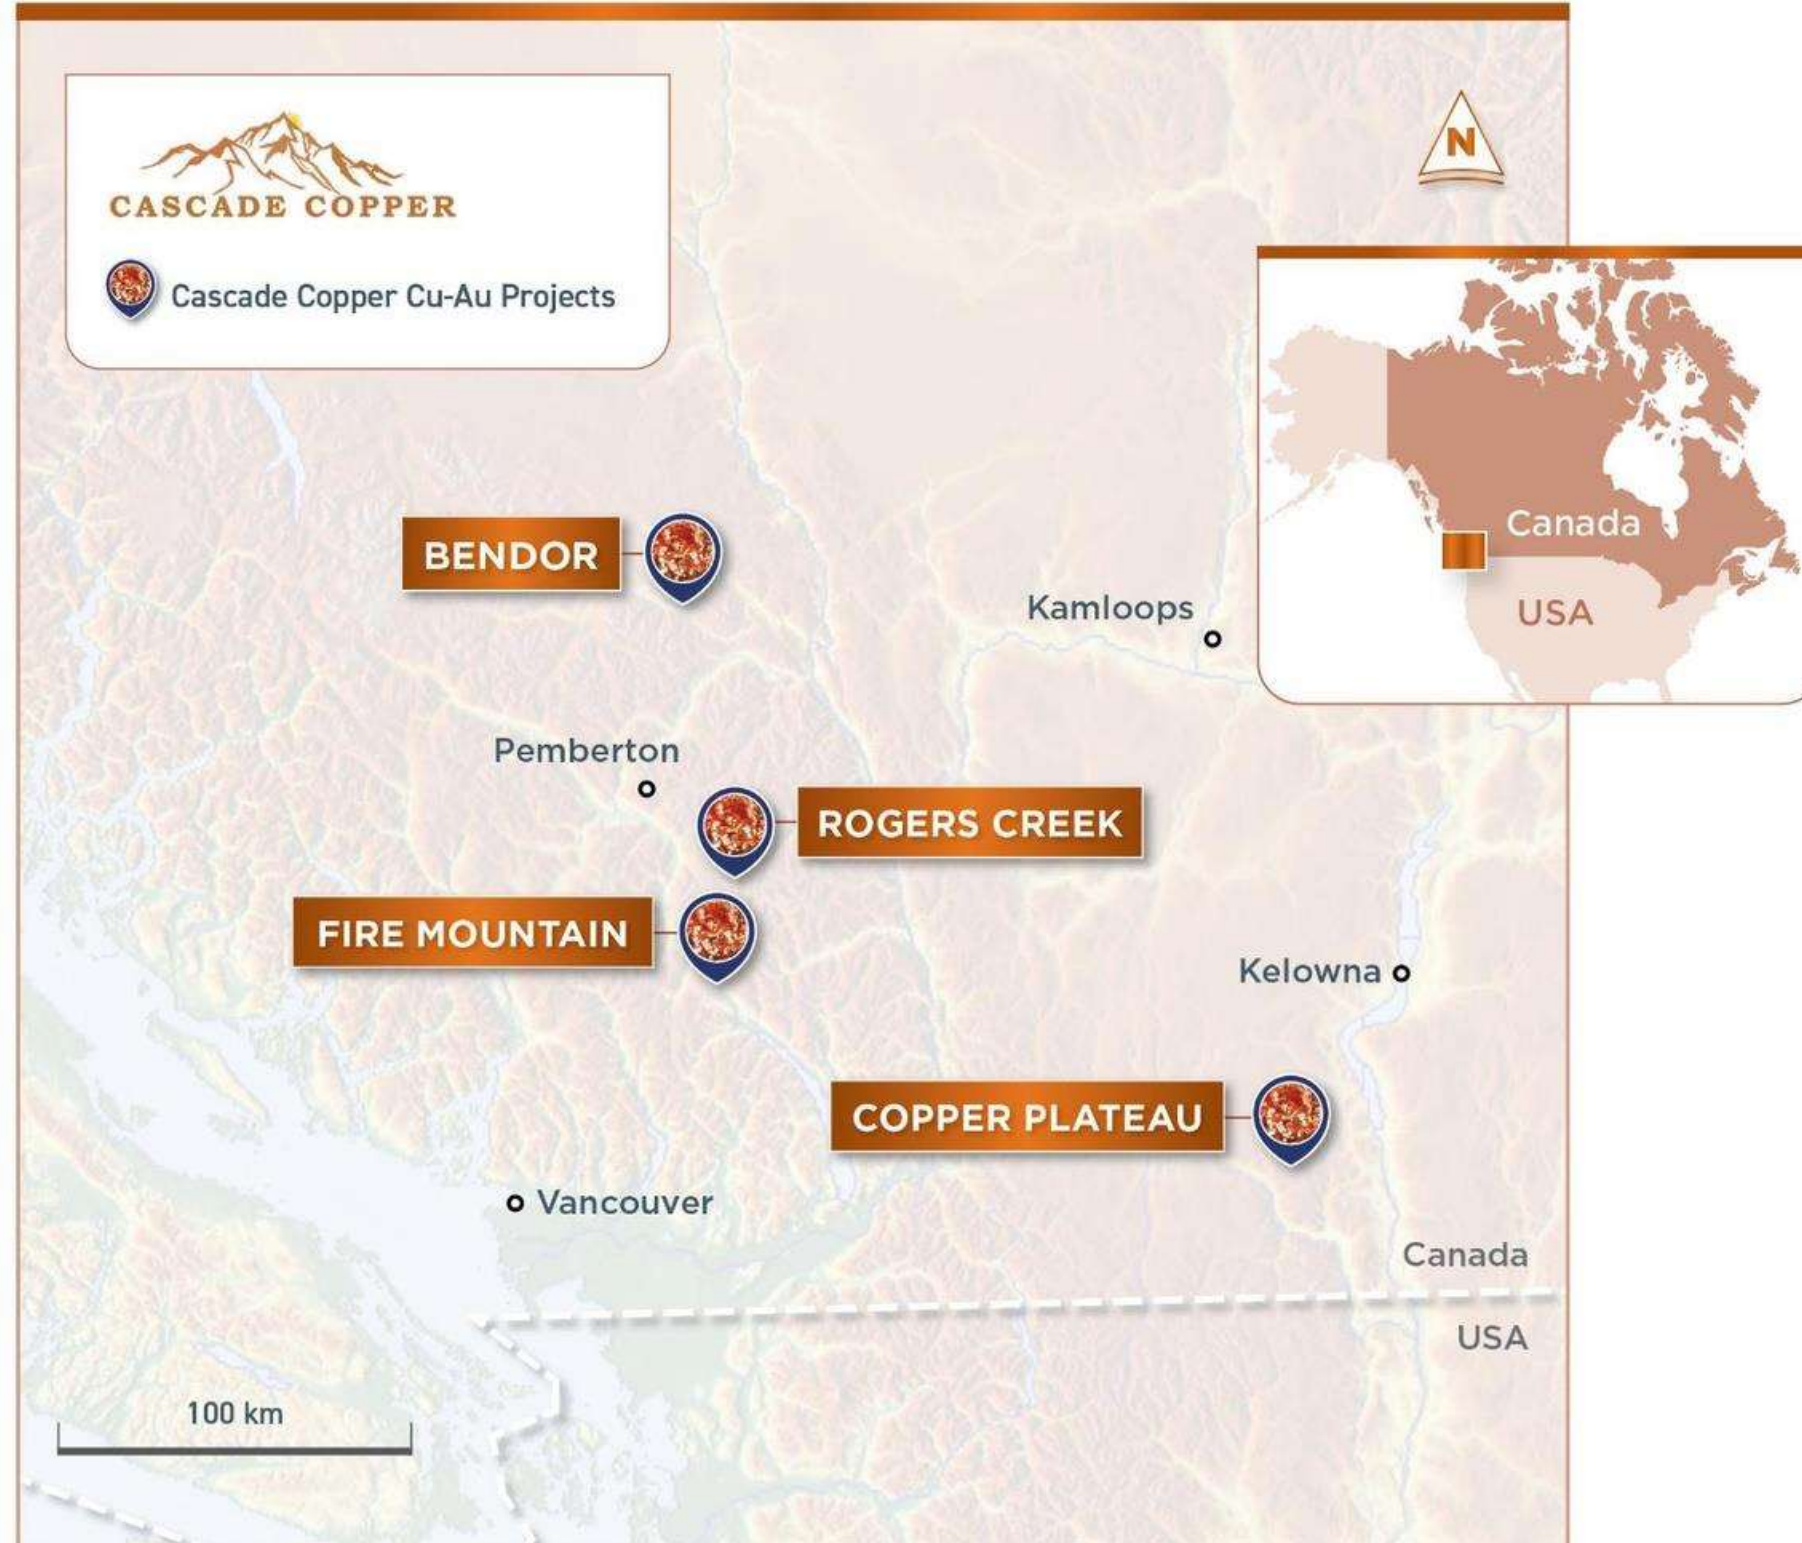 CASCADE COPPER
Cascade Copper Cu-Au Projects
N
Canada
USA
BENDOR
Kamloops
Pemberton
ROGERS CREEK
FIRE MOUNTAIN
Kelowna
COPPER PLATEAU
Vancouver
Canada
USA
100 km